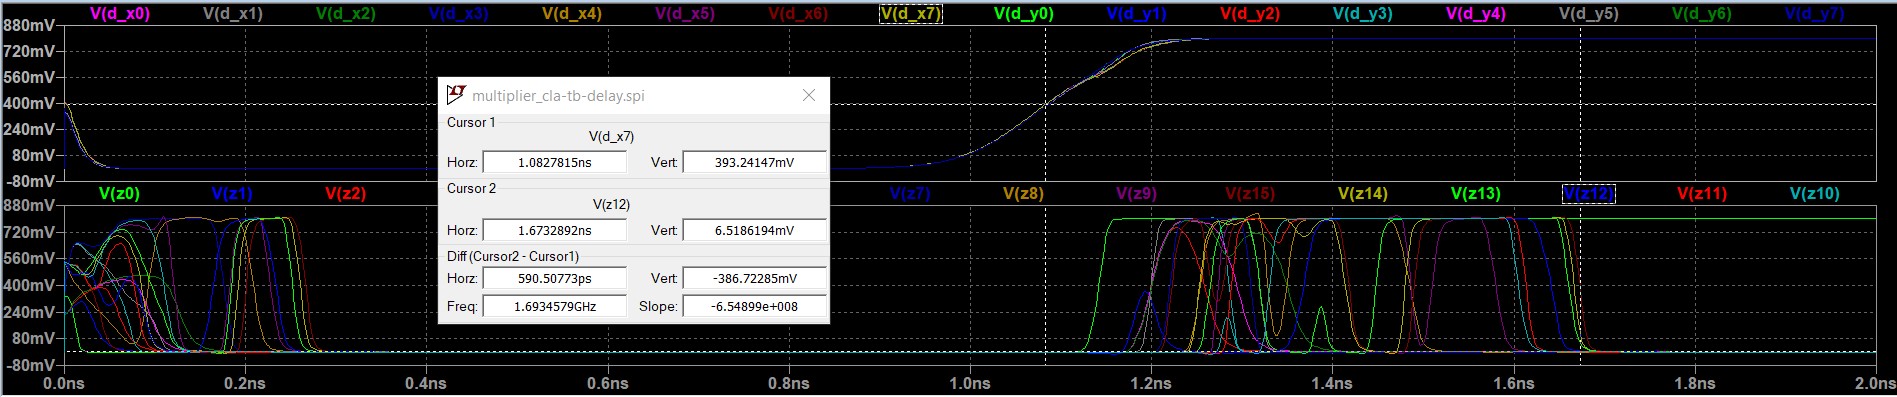 V(d_x0) V(d_x1) V(d_x2) V(d_x3) V(d_x4) V(d_x5) V(d_x6) V(d_x7) V(d_y0) V(d_y1) V(d_y2) V(d_y3) V(d_y4) V(d_y5) V(d_y6) V(d_y7)
880mV
720mV
560mV
400mV
240mV
80mV
-80mV
multiplier_cla-tb-delay.spi
Cursor 1
V(d_x7)
Horz: 1.0827815ns Vert: 393.24147mV
Cursor 2
V(z12)
Horz: 1.6732892ns Vert: 6.5186194mV
Diff (Cursor2 - Cursor1)
Horz: 590.50773ps Vert: -386.72285mV
Freq: 1.6934579GHz Slope: -6.54899e+008
V(z0) V(z1) V(z2) V(z7) V(z8) V(z9) V(z15) V(z14) V(z13) V(z12) V(z11) V(z10)
880mV
720mV
560mV
400mV
240mV
80mV
-80mV
0.0ns 0.2ns 0.4ns 0.6ns 0.8ns 1.0ns 1.2ns 1.4ns 1.6ns 1.8ns 2.0ns